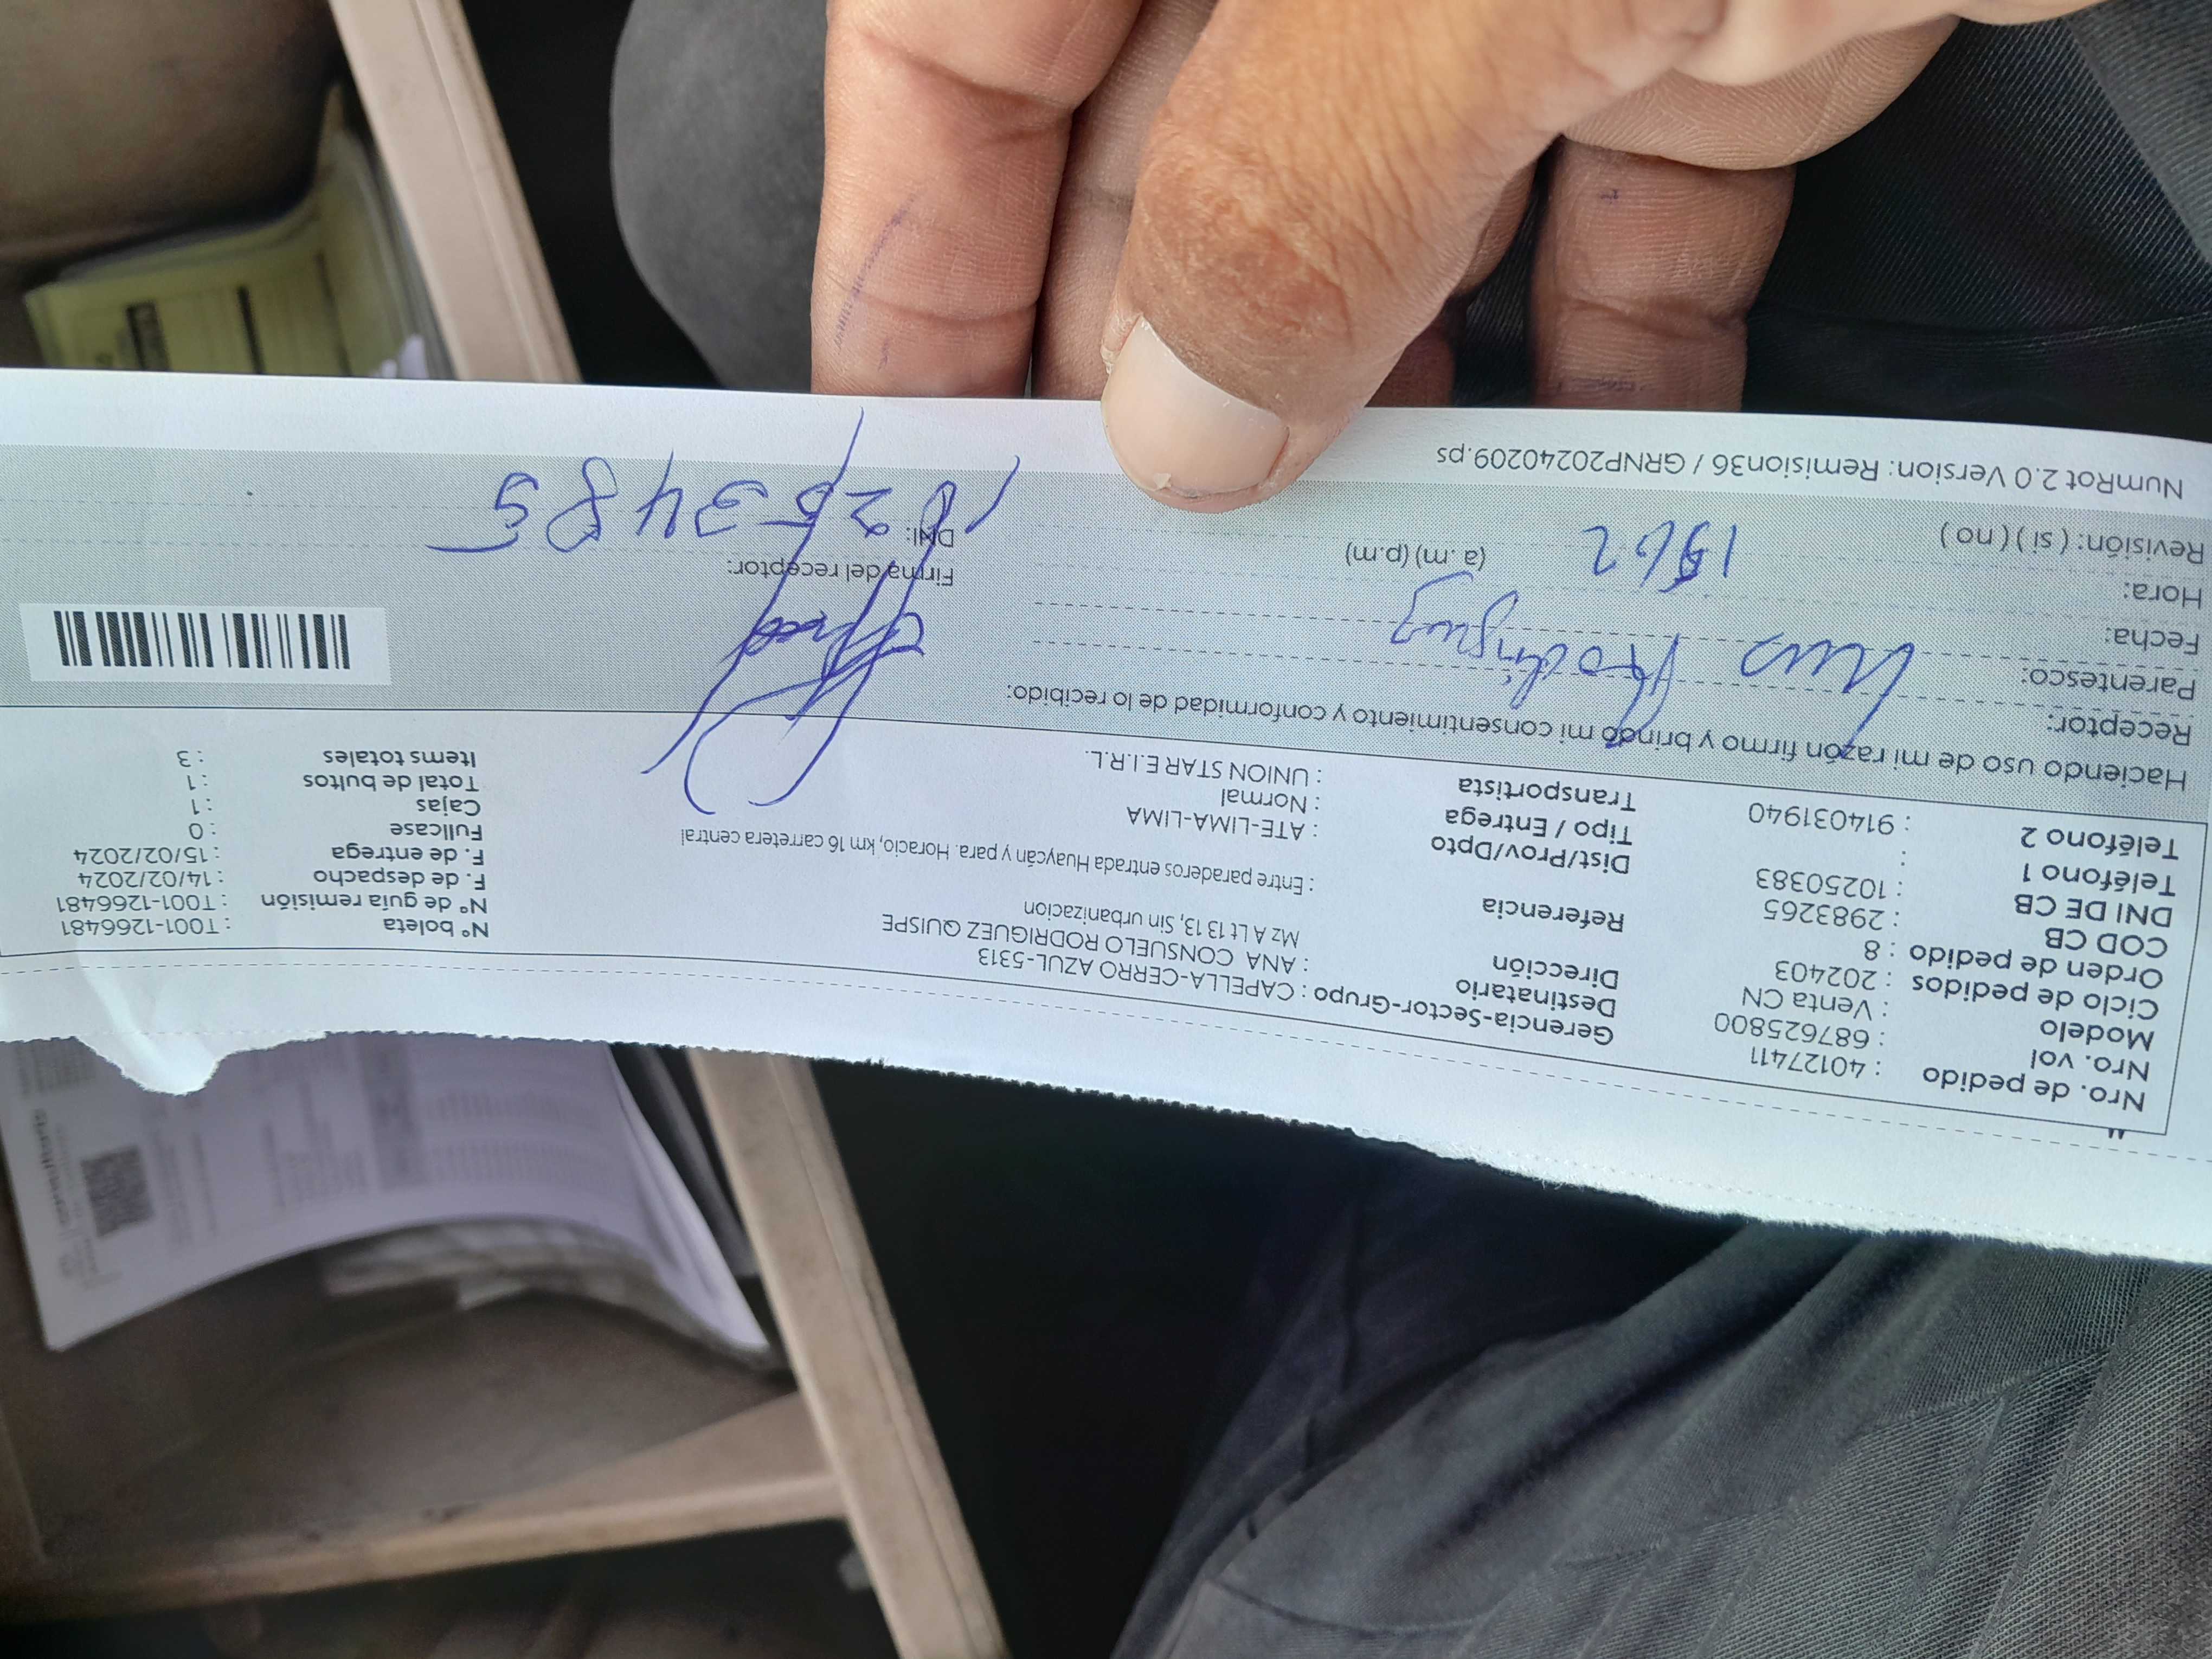 Nro. de pedido : 40127411
Nro. vol : 687625800
Modelo : Venta CN
Ciclo de pedidos : 202403
Orden de pedido : 8
COD CB : 2983265
DNI DE CB : 10250383
Teléfono 1 :
Teléfono 2 : 914031940
Gerencia-Sector-Grupo : CAPELLA-CERRO AZUL-5313
Destinatario : ANA CONSUELO RODRIGUEZ QUISPE
Dirección : Mz A Lt 13 13, Sin urbanizacion
Referencia : Entre paraderos entrada Huaycán y para. Horacio, km 16 carretera central
Dist/Prov/Dpto : ATE-LIMA-LIMA
Tipo / Entrega : Normal
Transportista : UNION STAR E.I.R.L.
Nº boleta : T001-1266481
Nº de guía remisión : T001-1266481
F. de despacho : 14/02/2024
F. de entrega : 15/02/2024
Fullcase : 0
Cajas : 1
Total de bultos : 1
Items totales : 3
Haciendo uso de mi razón firmo y brindo mi consentimiento y conformidad de lo recibido:
Receptor:
Parentesco: Rodriguez
Fecha:
Hora: (a.m) (p.m)
Revisión: ( si ) ( no )
Firma del receptor:
DNI:
NumRot 2.0 Version: Remision36 / GRNP20240209.ps